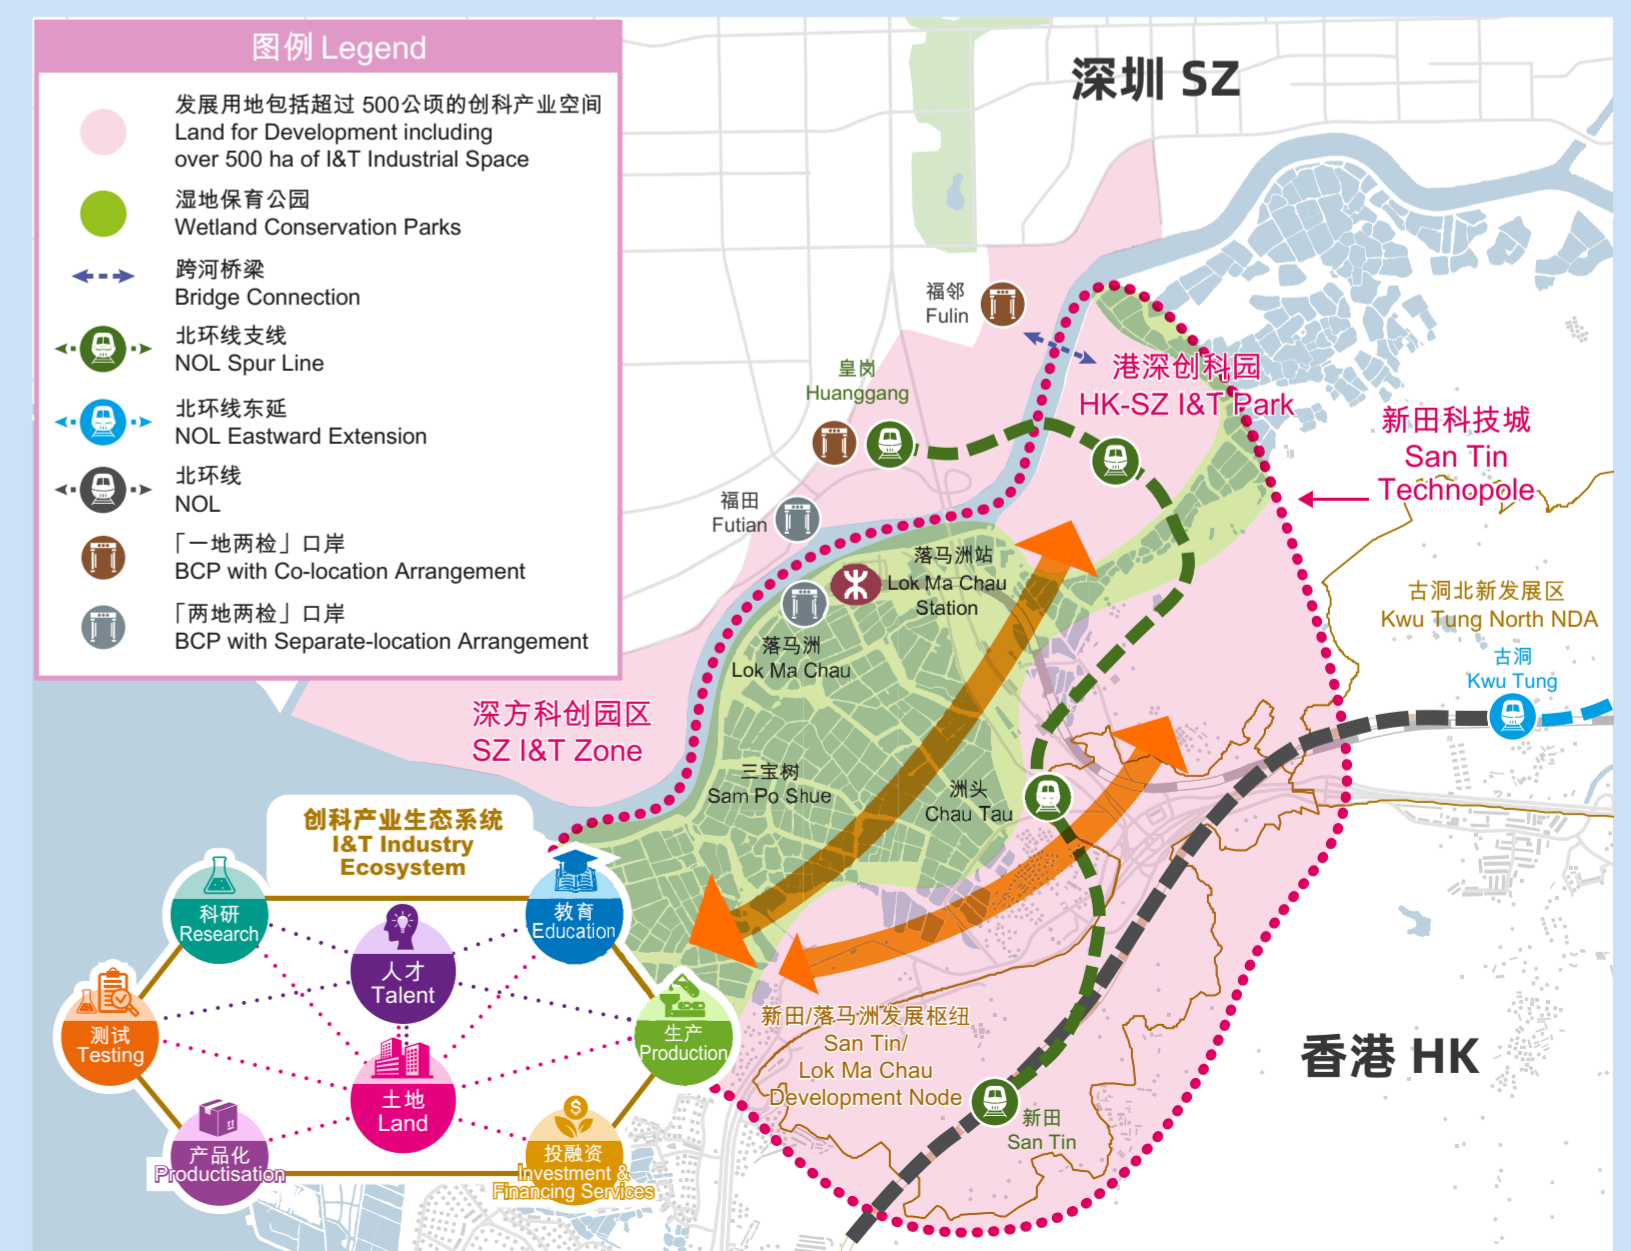 图例 Legend
发展用地包括超过 500公顷的创科产业空间
Land for Development including
over 500 ha of I&T Industrial Space
湿地保育公园
Wetland Conservation Parks
跨河桥梁
Bridge Connection
北环线支线
NOL Spur Line
北环线东延
NOL Eastward Extension
北环线
NOL
「一地两检」口岸
BCP with Co-location Arrangement
「两地两检」口岸
BCP with Separate-location Arrangement
深圳 SZ
福邻
Fulin
皇岗
Huanggang
港深创科园
HK-SZ I&T Park
新田科技城
San Tin
Technopole
福田
Futian
落马洲站
Lok Ma Chau
Station
落马洲
Lok Ma Chau
古洞北新发展区
Kwu Tung North NDA
古洞
Kwu Tung
深方科创园区
SZ I&T Zone
三宝树
Sam Po Shue
洲头
Chau Tau
创科产业生态系统
I&T Industry
Ecosystem
科研
Research
教育
Education
人才
Talent
测试
Testing
生产
Production
土地
Land
产品化
Productisation
投融资
Investment &
Financing Services
新田/落马洲发展枢纽
San Tin/
Lok Ma Chau
Development Node
新田
San Tin
香港 HK